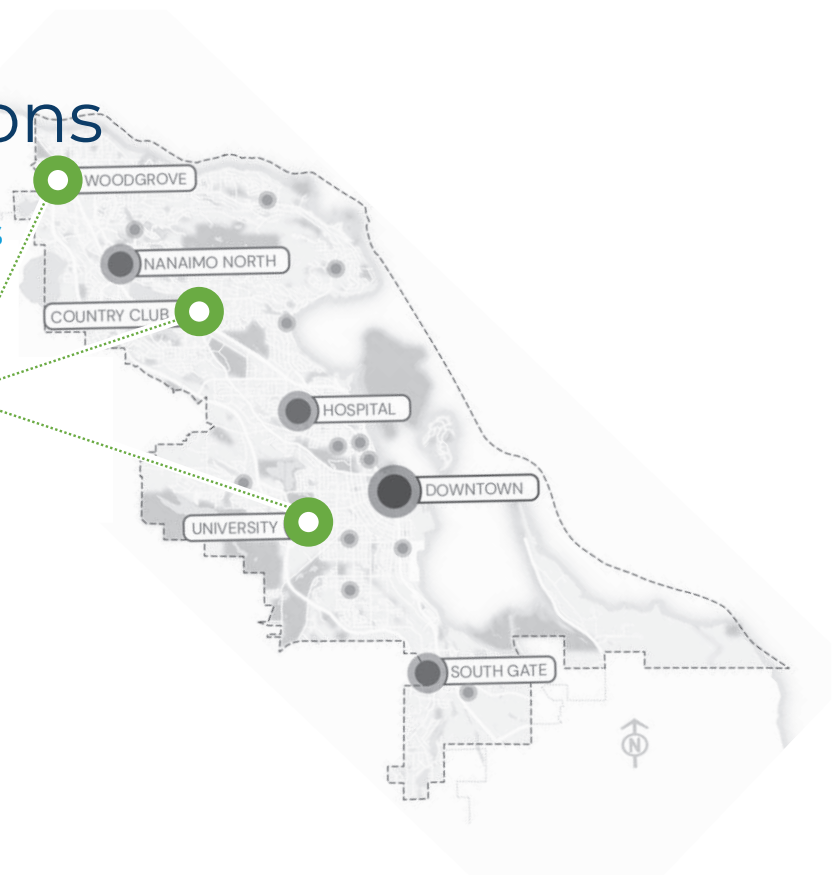 ons
WOODGROVE
s
NANAIMO NORTH
COUNTRY CLUB
HOSPITAL
DOWNTOWN
UNIVERSITY
SOUTH GATE
N